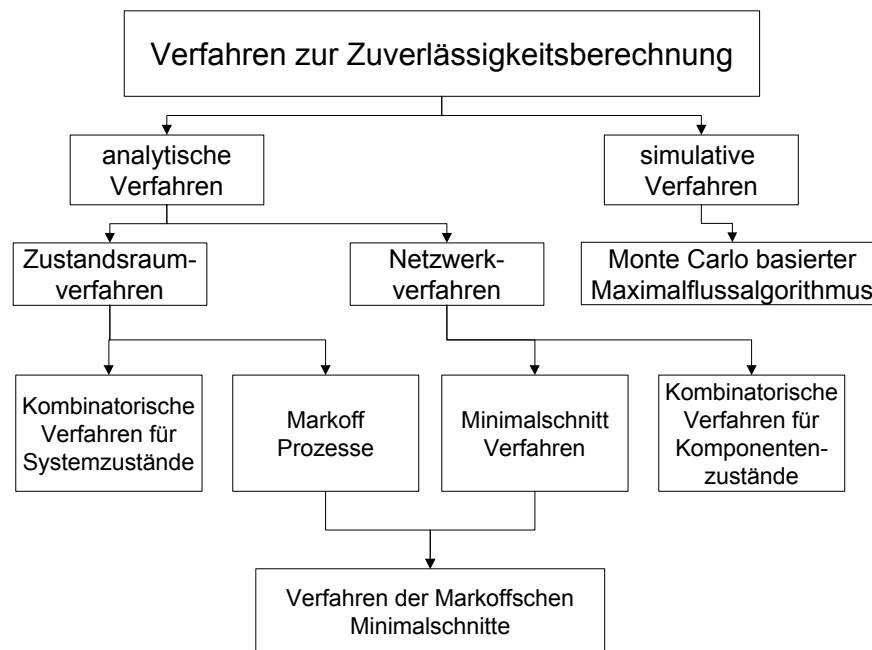 Verfahren zur Zuverlässigkeitsberechnung
analytische
Verfahren
simulative
Verfahren
Zustandsraum-
verfahren
Netzwerk-
verfahren
Monte Carlo basierter
Maximalflussalgorithmus
Kombinatorische
Verfahren für
Systemzustände
Markoff
Prozesse
Minimalschnitt
Verfahren
Kombinatorische
Verfahren für
Komponenten-
zustände
Verfahren der Markoffschen
Minimalschnitte